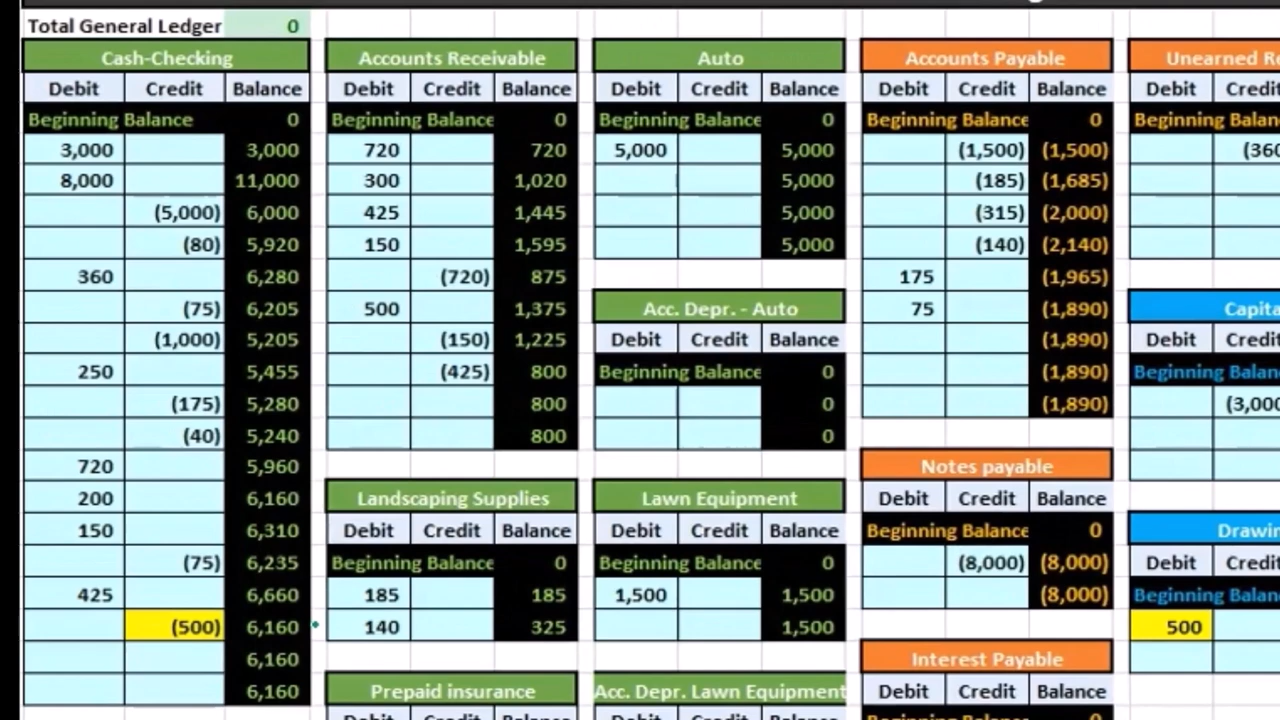 Total General Ledger 0
Cash-Checking Accounts Receivable Auto Accounts Payable Unearned Re
Debit Credit Balance Debit Credit Balance Debit Credit Balance Debit Credit Balance Debit Credi
Beginning Balance 0 Beginning Balance 0 Beginning Balance 0 Beginning Balance 0 Beginning Balanc
3,000 3,000 720 720 5,000 5,000 (1,500) (1,500) (360
8,000 11,000 300 1,020 5,000 (185) (1,685)
(5,000) 6,000 425 1,445 5,000 (315) (2,000)
(80) 5,920 150 1,595 5,000 (140) (2,140)
360 6,280 (720) 875 175 (1,965)
(75) 6,205 500 1,375 Acc. Depr. - Auto 75 (1,890) Capita
(1,000) 5,205 (150) 1,225 Debit Credit Balance (1,890) Debit Credit
250 5,455 (425) 800 Beginning Balance 0 (1,890) Beginning Balanc
(175) 5,280 800 0 (1,890) (3,000
(40) 5,240 800 0
720 5,960 Notes payable
200 6,160 Landscaping Supplies Lawn Equipment Debit Credit Balance
150 6,310 Debit Credit Balance Debit Credit Balance Beginning Balance 0 Drawin
(75) 6,235 Beginning Balance 0 Beginning Balance 0 (8,000) (8,000) Debit Credit
425 6,660 185 185 1,500 1,500 (8,000) Beginning Balanc
(500) 6,160 140 325 1,500 500
6,160 Interest Payable
6,160 Prepaid insurance Acc. Depr. Lawn Equipment Debit Credit Balance